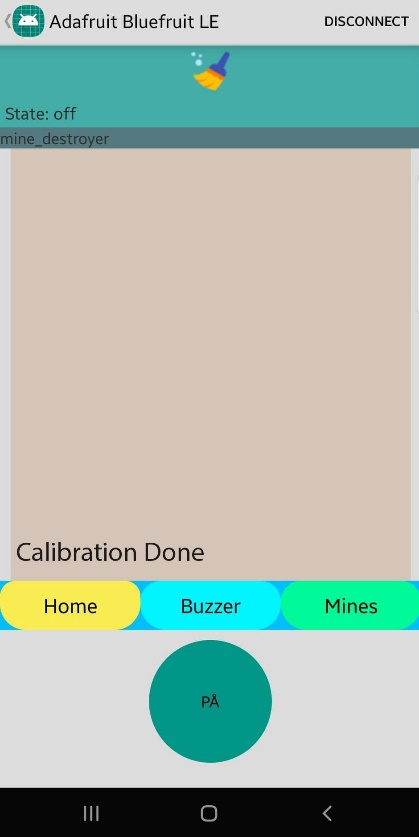 Adafruit Bluefruit LE DISCONNECT
State: off
mine_destroyer
Calibration Done
Home Buzzer Mines
PÅ